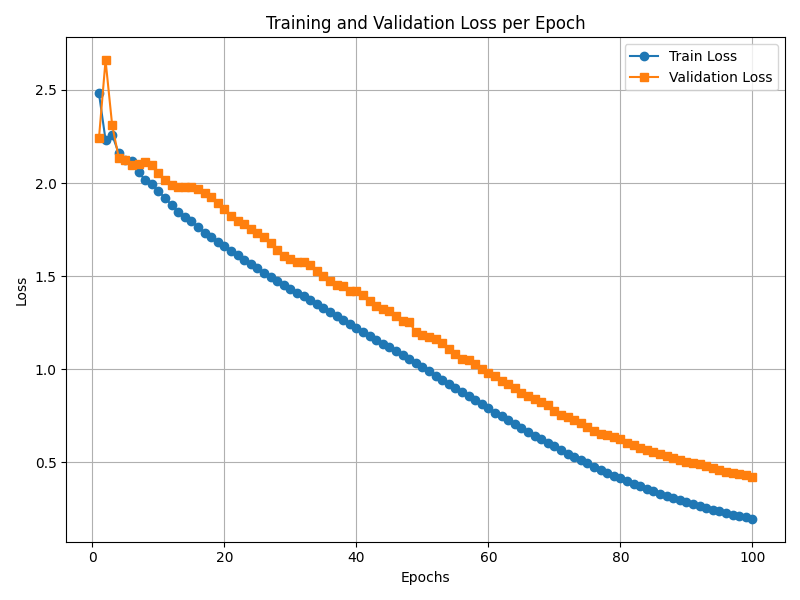 Training and Validation Loss per Epoch
Train Loss
Validation Loss
2.5
2.0
1.5
1.0
0.5
Loss
0 20 40 60 80 100
Epochs